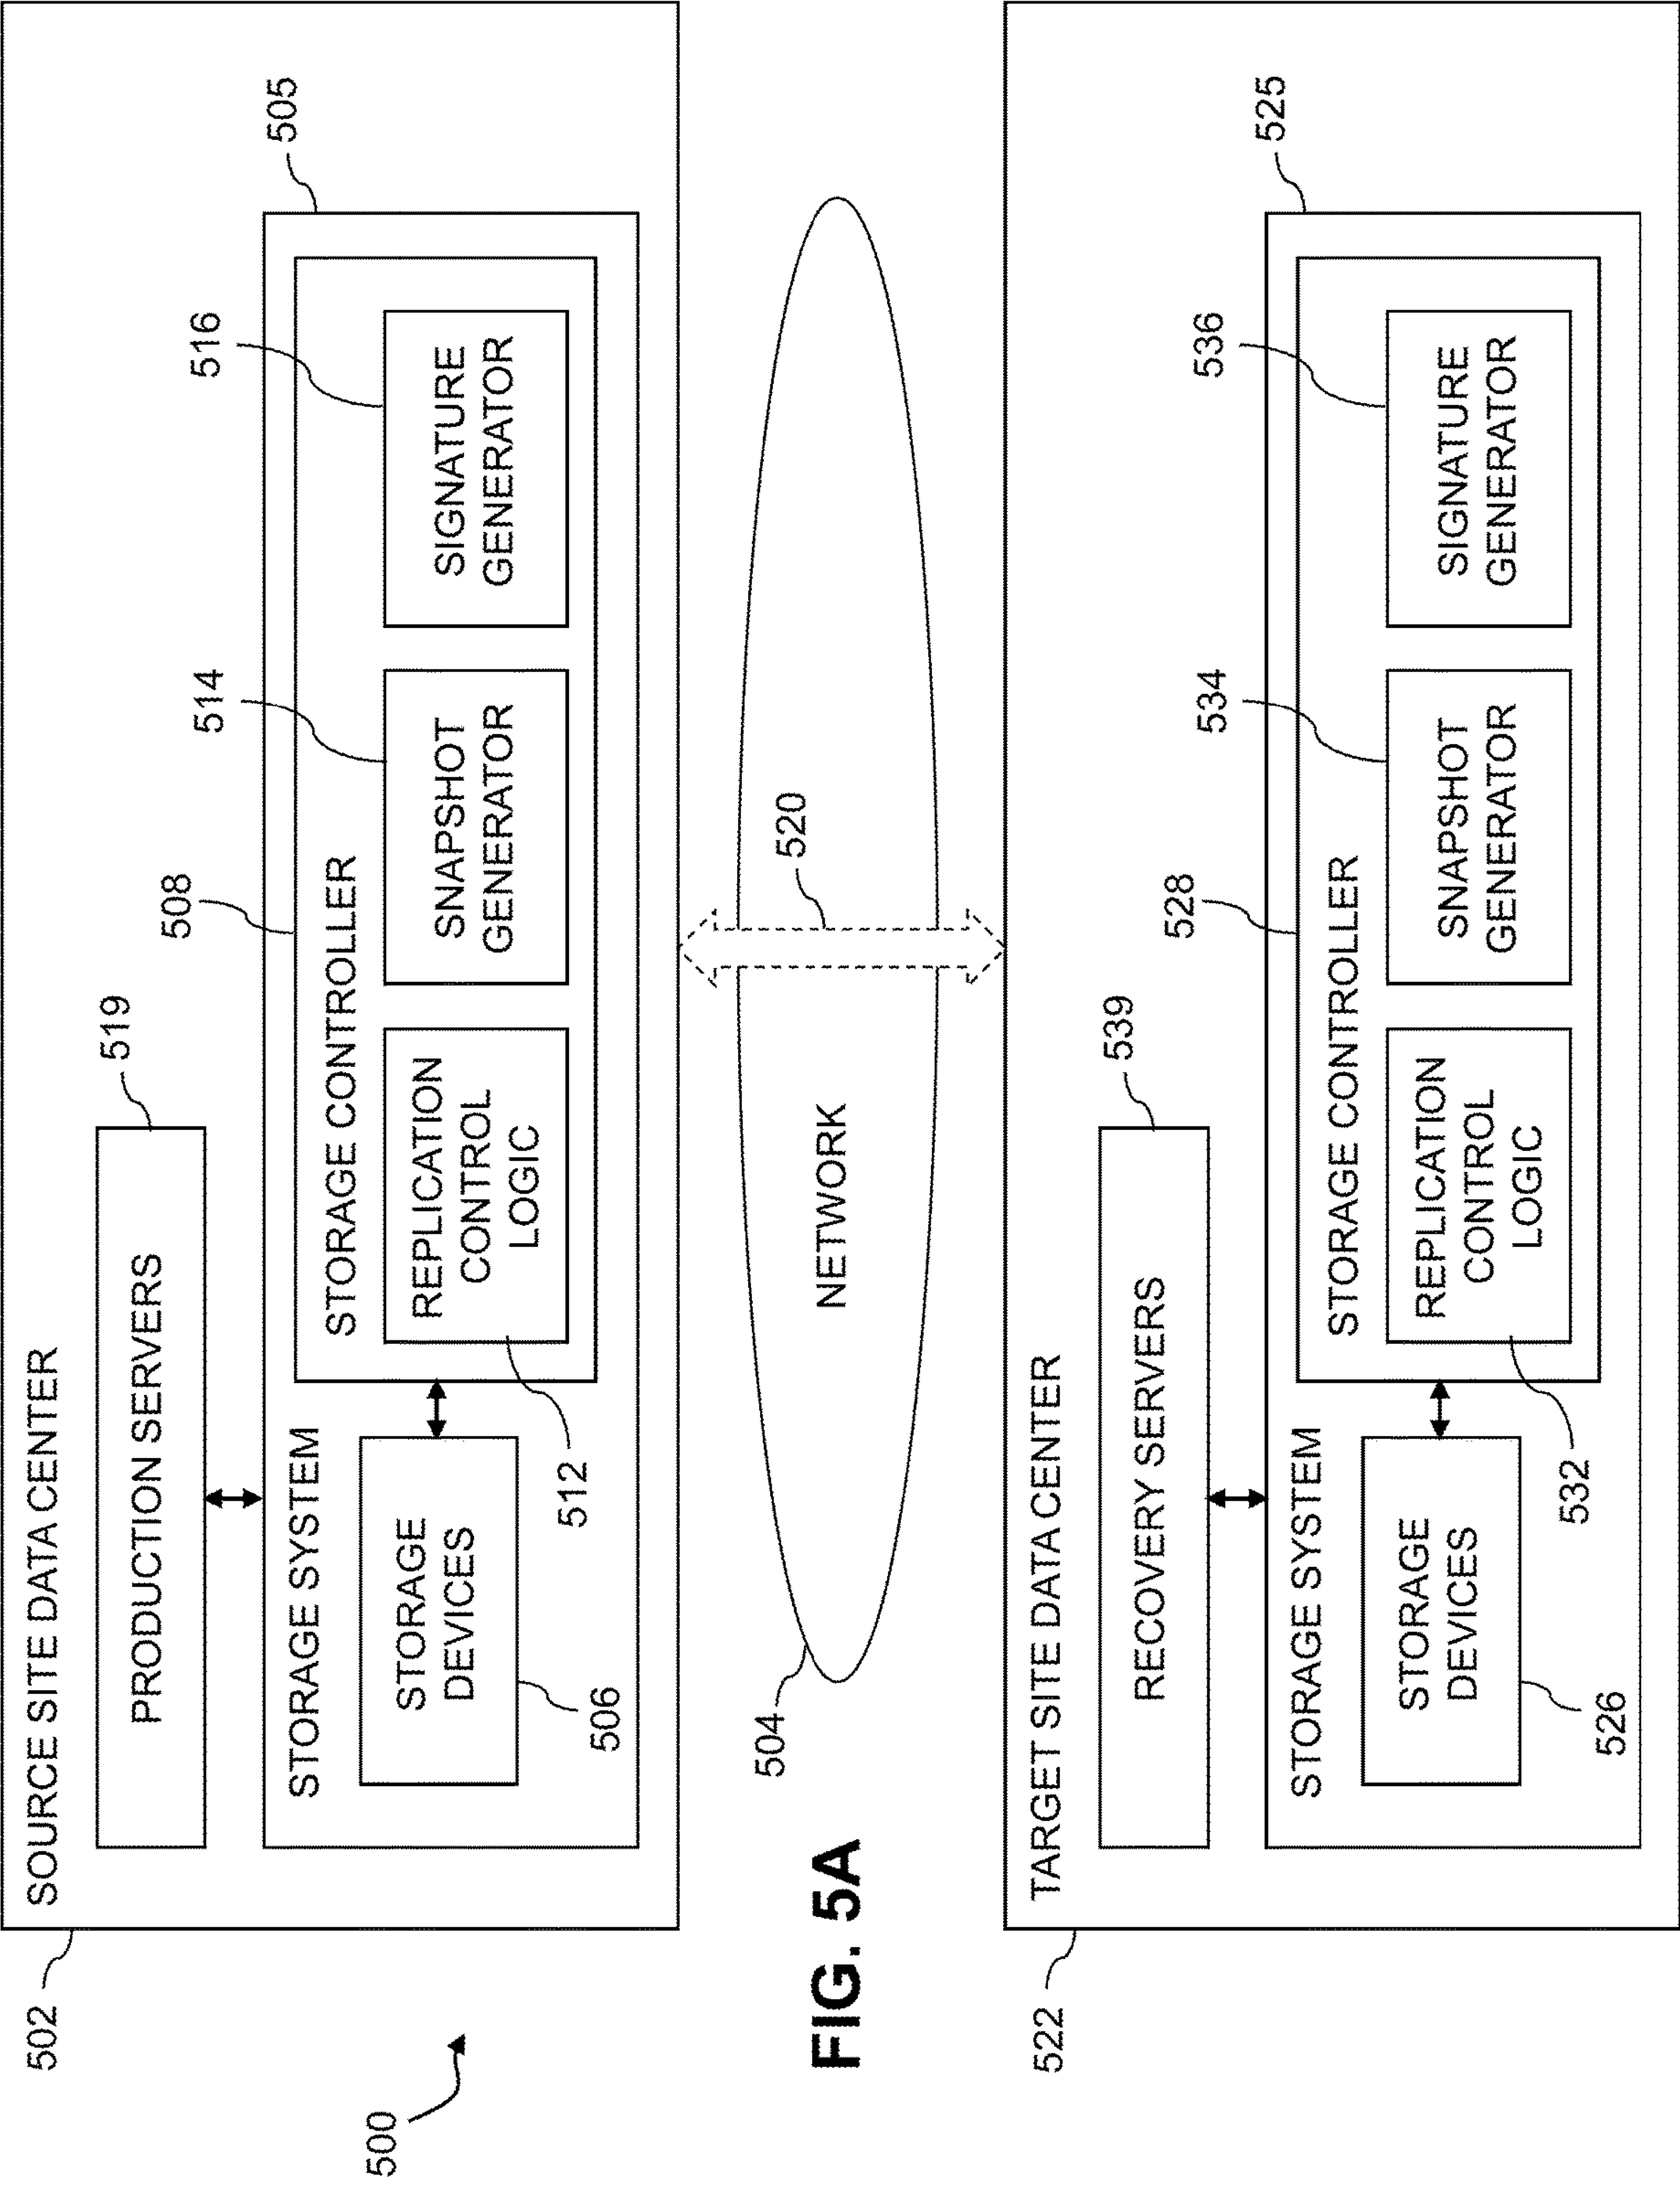 500
502
SOURCE SITE DATA CENTER
519
PRODUCTION SERVERS
505
STORAGE SYSTEM
508
STORAGE CONTROLLER
STORAGE
DEVICES
506
REPLICATION
CONTROL
LOGIC
512
514
SNAPSHOT
GENERATOR
516
SIGNATURE
GENERATOR
504
NETWORK
520
FIG. 5A
522
TARGET SITE DATA CENTER
539
RECOVERY SERVERS
525
STORAGE SYSTEM
528
STORAGE CONTROLLER
STORAGE
DEVICES
526
REPLICATION
CONTROL
LOGIC
532
534
SNAPSHOT
GENERATOR
536
SIGNATURE
GENERATOR